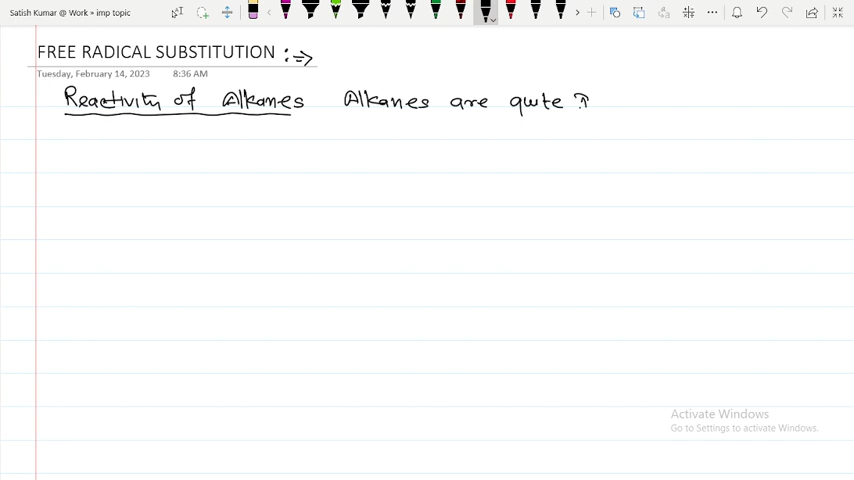 Satish Kumar @ Work » imp topic
FREE RADICAL SUBSTITUTION :⇒
Tuesday, February 14, 2023 8:36 AM
Reactivity of Alkanes Alkanes are quite
Activate Windows
Go to Settings to activate Windows.